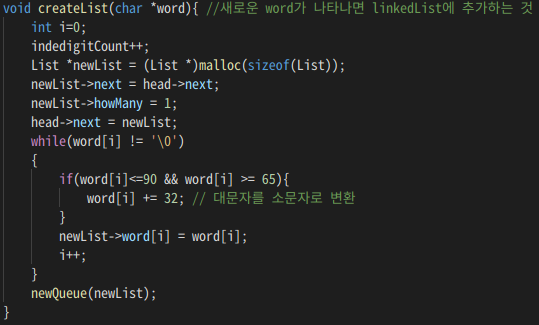 void createList(char *word){ //새로운 word가 나타나면 linkedList에 추가하는 것
    int i=0;
    indedigitCount++;
    List *newList = (List *)malloc(sizeof(List));
    newList->next = head->next;
    newList->howMany = 1;
    head->next = newList;
    while(word[i] != '\0')
    {
        if(word[i]<=90 && word[i] >= 65){
            word[i] += 32; // 대문자를 소문자로 변환
        }
        newList->word[i] = word[i];
        i++;
    }
    newQueue(newList);
}